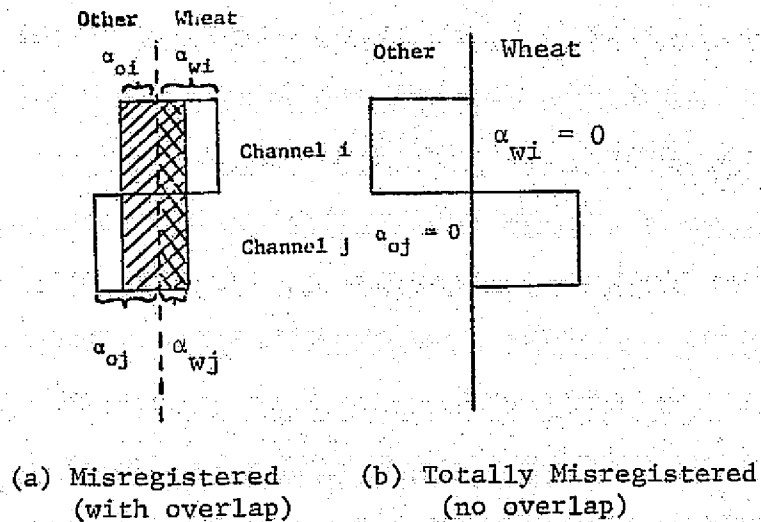 Other Wheat
α_oi α_wi
Other Wheat
Channel i α_wi = 0
Channel j α_oj = 0
α_oj α_wj
(a) Misregistered (b) Totally Misregistered
(with overlap) (no overlap)